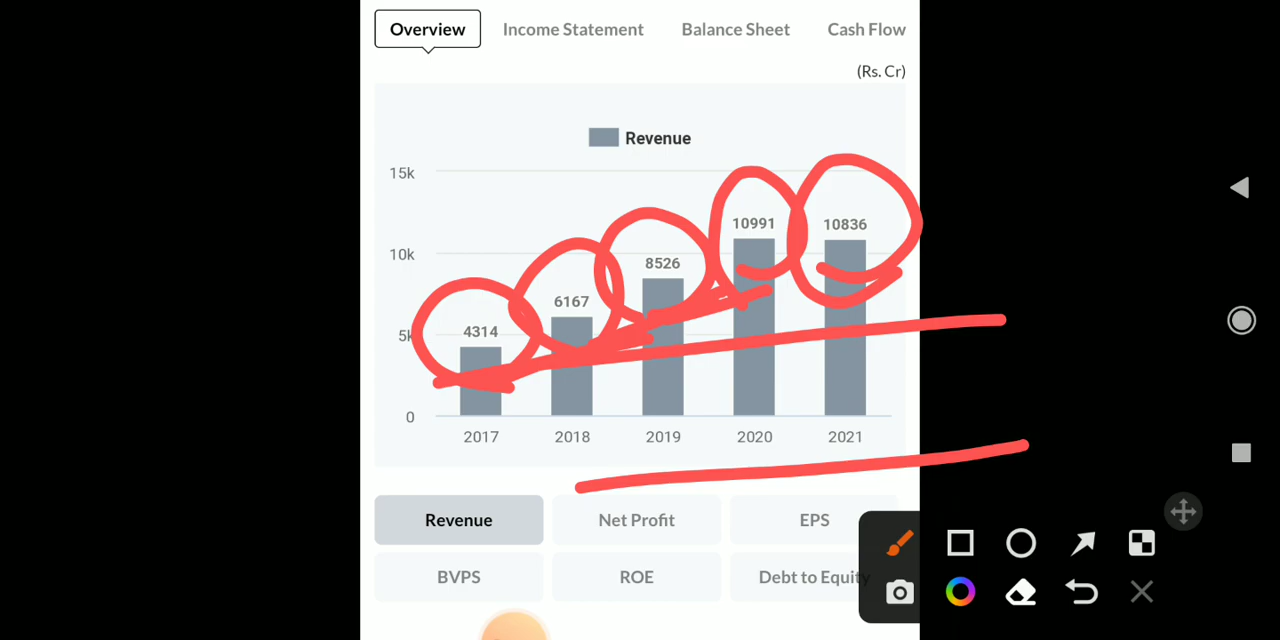 Overview Income Statement Balance Sheet Cash Flow
(Rs. Cr)
Revenue
15k
10991 10836
10k
8526
6167
5k 4314
0
2017 2018 2019 2020 2021
Revenue Net Profit EPS
BVPS ROE Debt to Equity